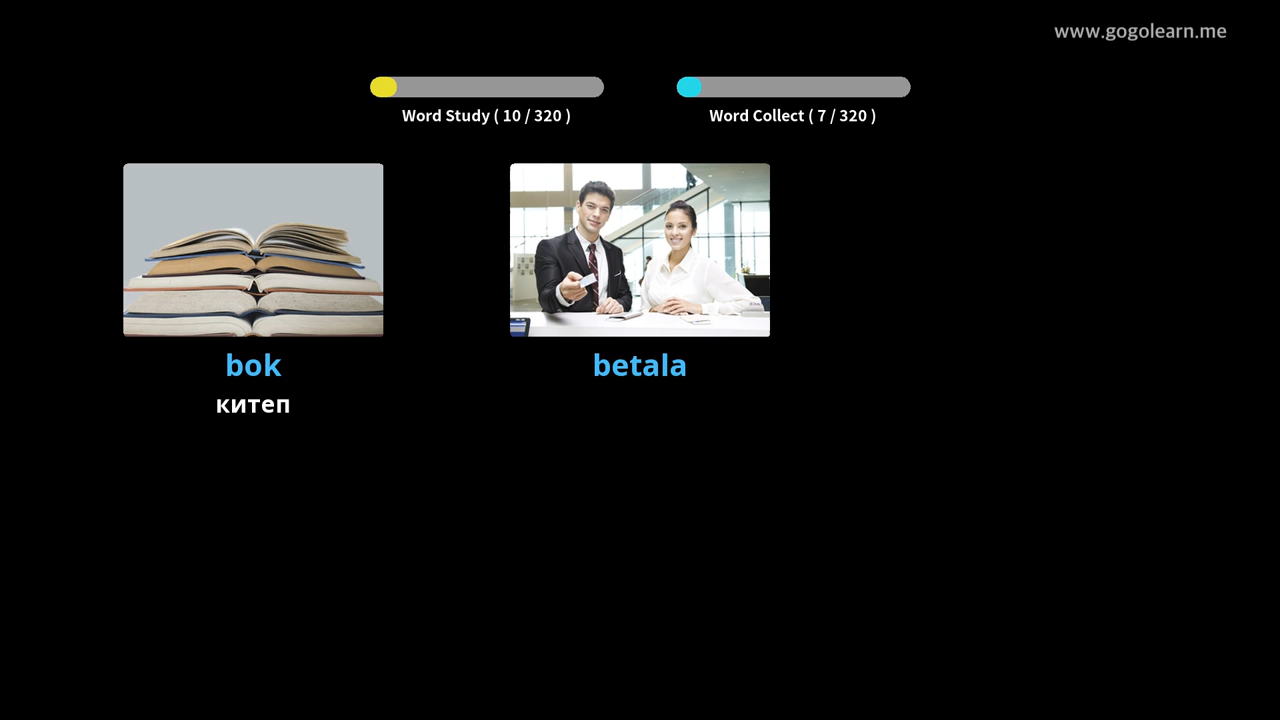 www.gogolearn.me
Word Study ( 10 / 320 )
Word Collect ( 7 / 320 )
bok
betala
китеп